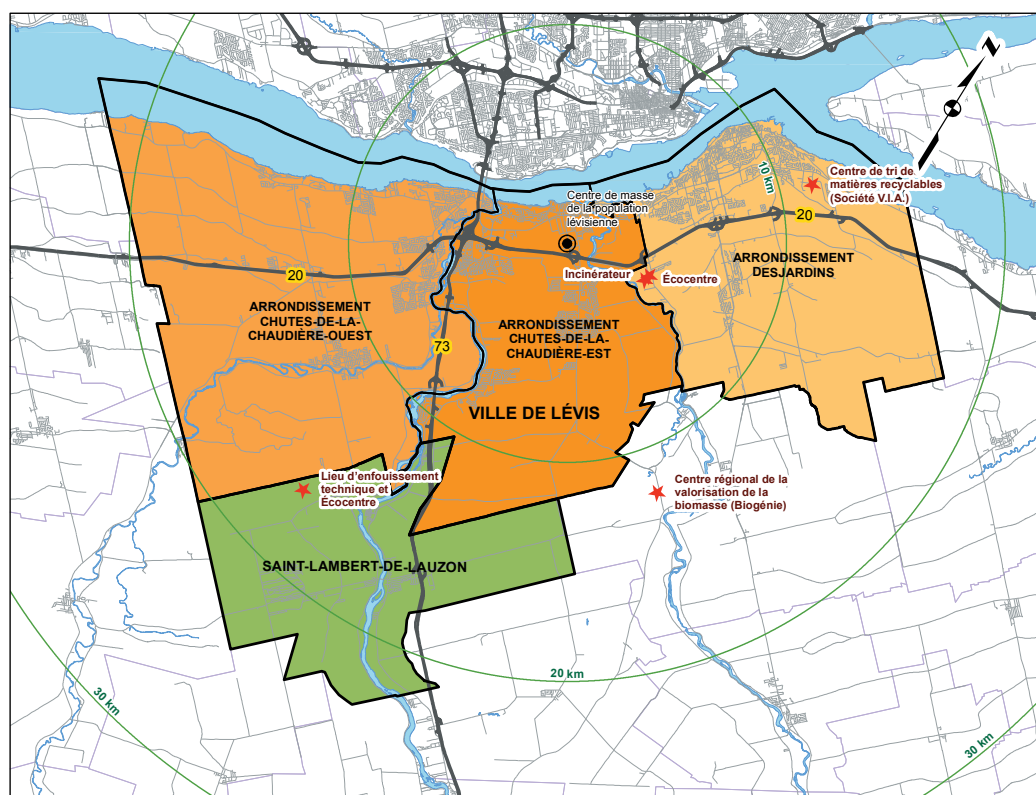 N
10 km
Centre de tri de
matières recyclables
(Société V.I.A.)
Centre de masse
de la population
lévisienne
20
ARRONDISSEMENT
DESJARDINS
Incinérateur
Écocentre
20
ARRONDISSEMENT
CHUTES-DE-LA-
CHAUDIÈRE-OUEST
ARRONDISSEMENT
CHUTES-DE-LA-
CHAUDIÈRE-EST
73
VILLE DE LÉVIS
Lieu d'enfouissement
technique et
Écocentre
Centre régional de la
valorisation de la
biomasse (Biogénie)
SAINT-LAMBERT-DE-LAUZON
20 km
30 km
30 km